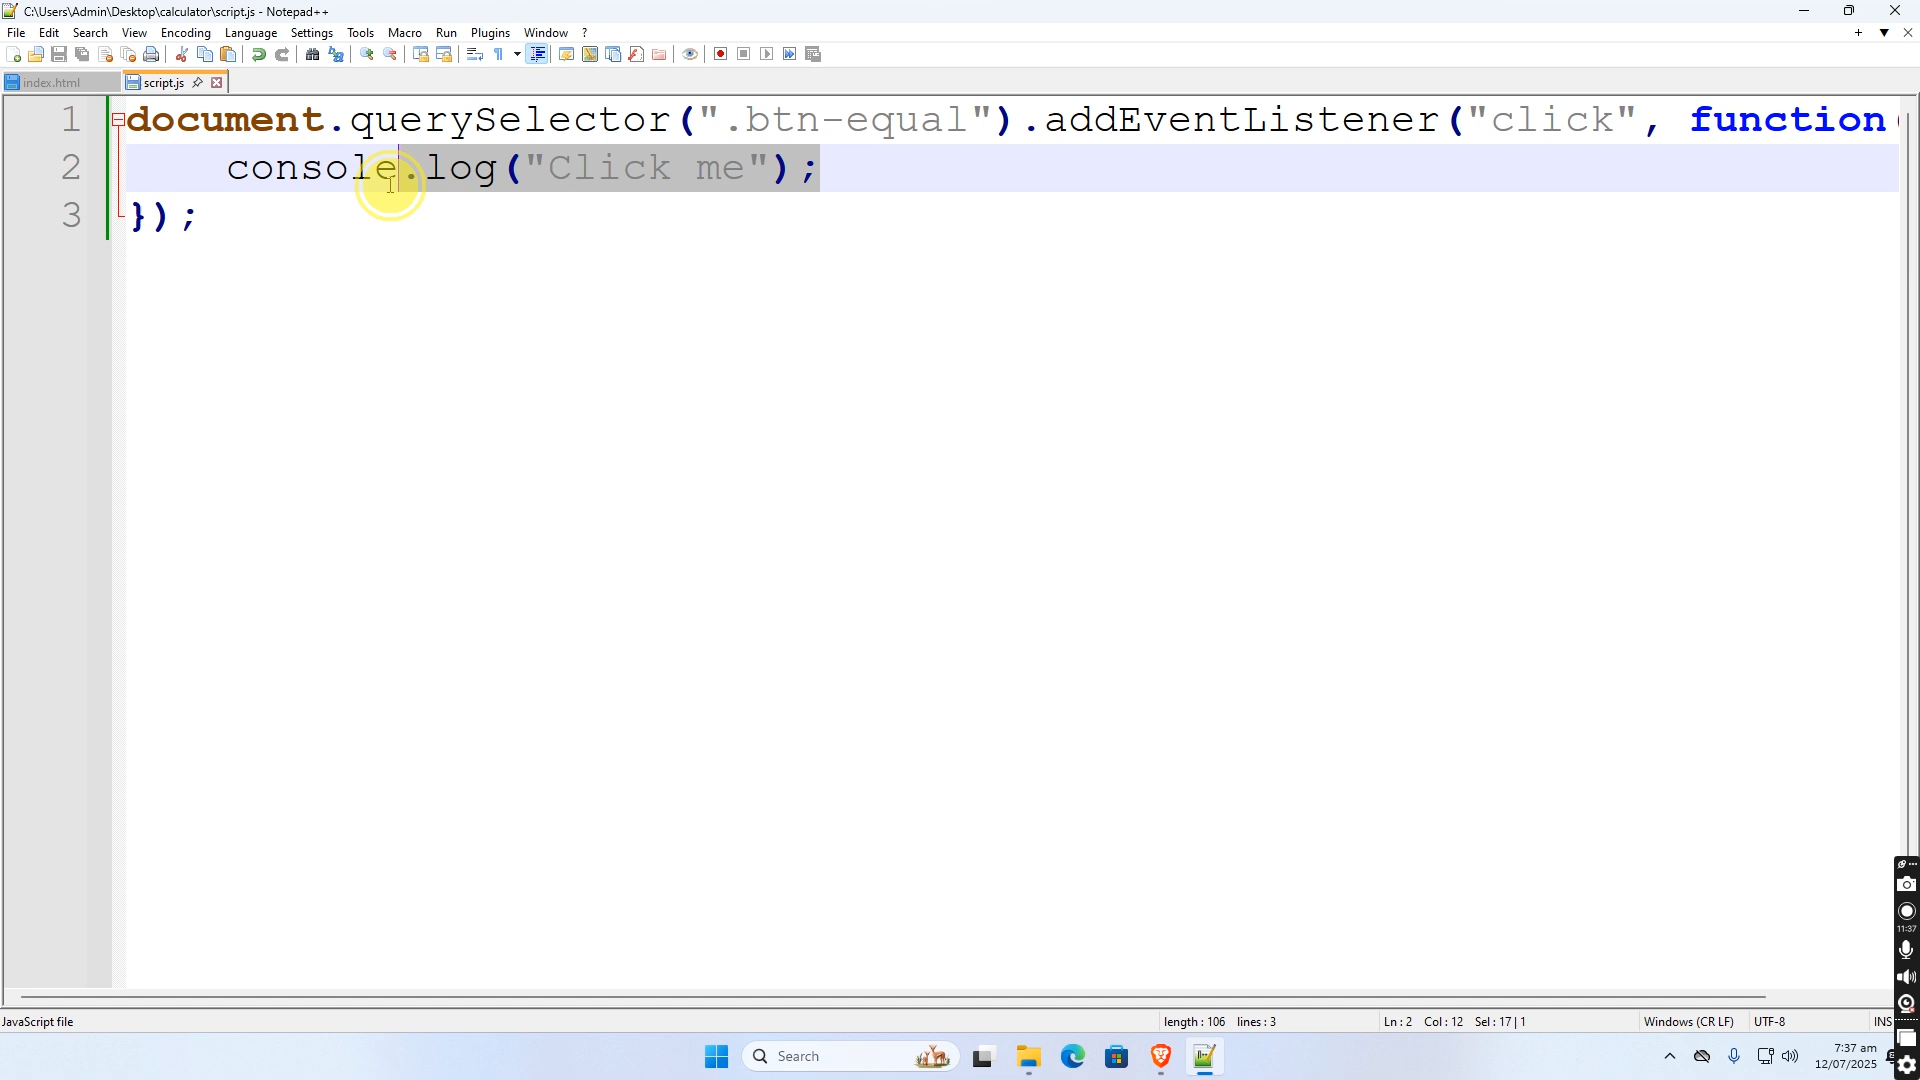 C:\Users\Admin\Desktop\calculator\script.js - Notepad++
File Edit Search View Encoding Language Settings Tools Macro Run Plugins Window ?
index.html script.js
1 document.querySelector(".btn-equal").addEventListener("click", function(
2 console.log("Click me");
3 });
11:37
JavaScript file length : 106 lines : 3 Ln : 2 Col : 12 Sel : 17 | 1 Windows (CR LF) UTF-8 INS
Search
7:37 am
12/07/2025